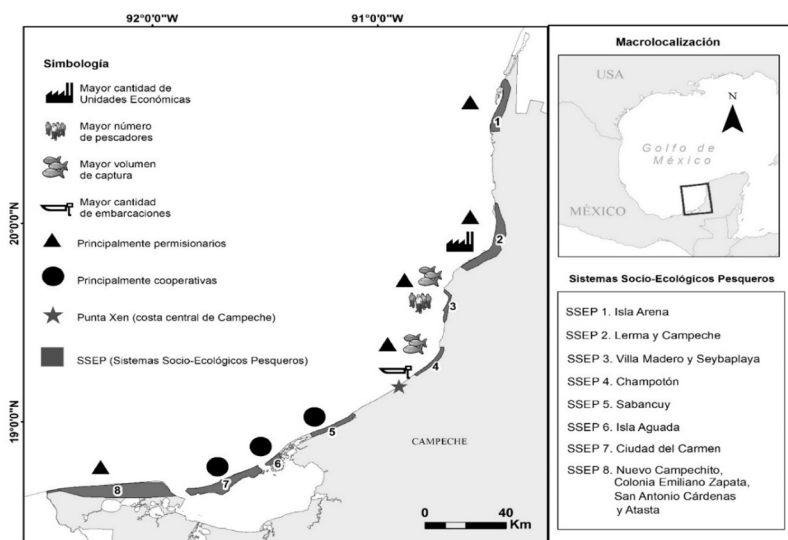 92°0'0"W
91°0'0"W
20°0'0"N
19°0'0"N
Simbología
Mayor cantidad de
Unidades Económicas
Mayor número
de pescadores
Mayor volumen
de captura
Mayor cantidad
de embarcaciones
Principalmente permisionarios
Principalmente cooperativas
Punta Xen (costa central de Campeche)
SSEP (Sistemas Socio-Ecológicos Pesqueros)
1
2
3
4
5
6
7
8
CAMPECHE
0
20
40
Km
Macrolocalización
USA
N
Golfo de
México
MÉXICO
Sistemas Socio-Ecológicos Pesqueros
SSEP 1. Isla Arena
SSEP 2. Lerma y Campeche
SSEP 3. Villa Madero y Seybaplaya
SSEP 4. Champotón
SSEP 5. Sabancuy
SSEP 6. Isla Aguada
SSEP 7. Ciudad del Carmen
SSEP 8. Nuevo Campechito,
Colonia Emiliano Zapata,
San Antonio Cárdenas
y Atasta